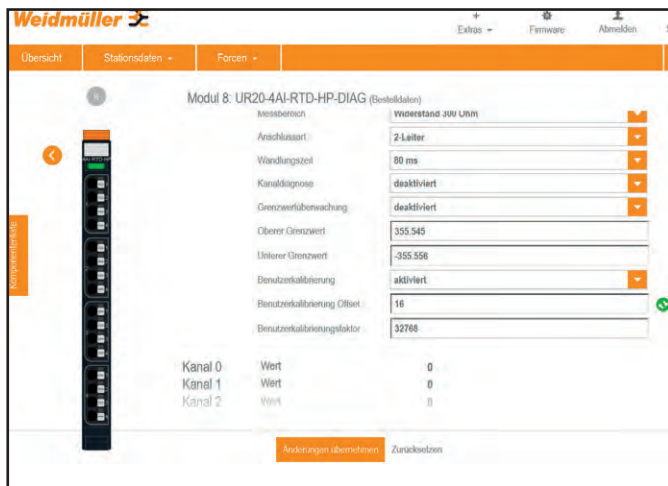 Weidmüller
Extras
Firmware
Abmelden
Übersicht
Stationsdaten
Forcen
8
Modul 8: UR20-4AI-RTD-HP-DIAG (Bestelldaten)
Messbereich Widerstand 300 Ohm
Anschlussart 2-Leiter
Wandlungszeit 80 ms
Kanaldiagnose deaktiviert
Grenzwertüberwachung deaktiviert
Oberer Grenzwert 355.545
Unterer Grenzwert -355.556
Benutzerkalibrierung aktiviert
Benutzerkalibrierung Offset 16
Benutzerkalibrierungsfaktor 32768
Komponentenliste
Kanal 0 Wert 0
Kanal 1 Wert 0
Kanal 2 Wert 0
Änderungen übernehmen Zurücksetzen